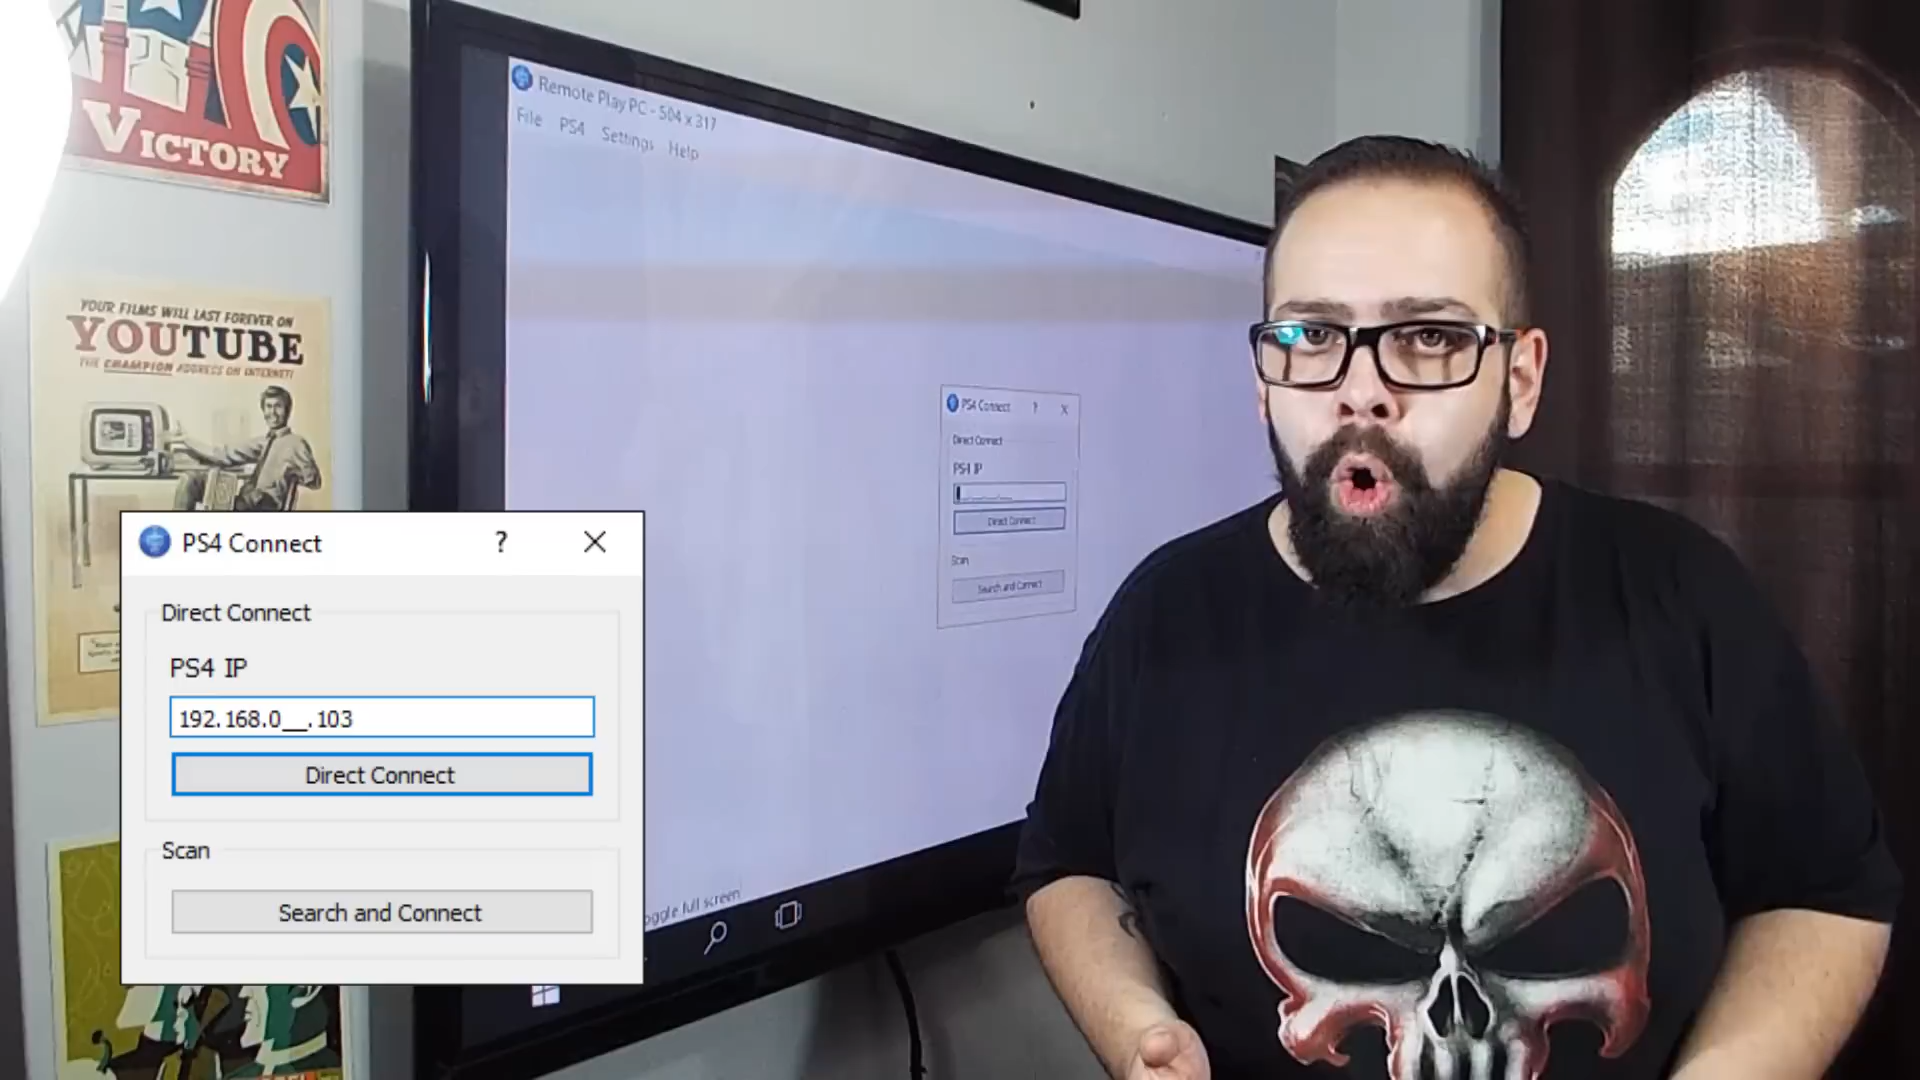 VICTORY
YOUR FILMS WILL LAST FOREVER ON
YOUTUBE
THE CHAMPION ADDRESS ON INTERNET!
Remote Play PC - 504 x 317
File PS4 Settings Help
PS4 Connect ? X
Direct Connect
PS4 IP
Direct Connect
Scan
Search and Connect
oggle full screen
PS4 Connect ?
Direct Connect
PS4 IP
192.168.0__.103
Direct Connect
Scan
Search and Connect